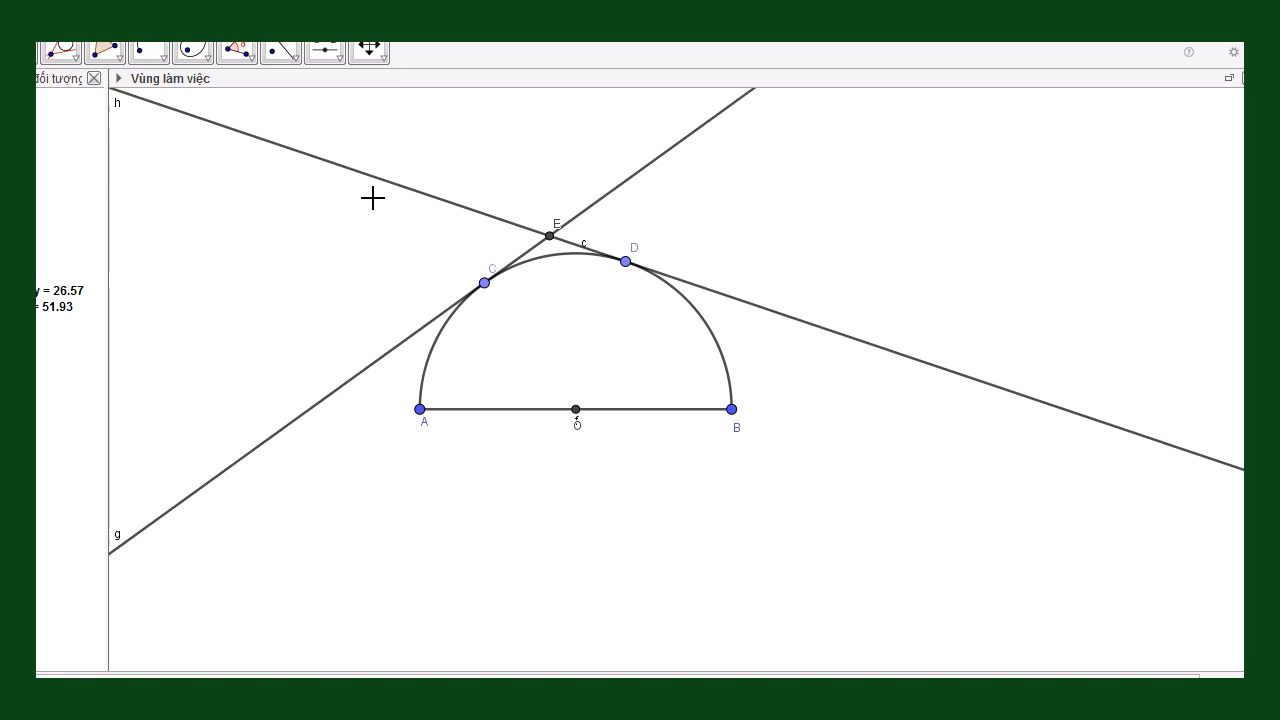 đối tượng
Vùng làm việc
h
E
c
D
C
y = 26.57
= 51.93
A
f
O
B
g